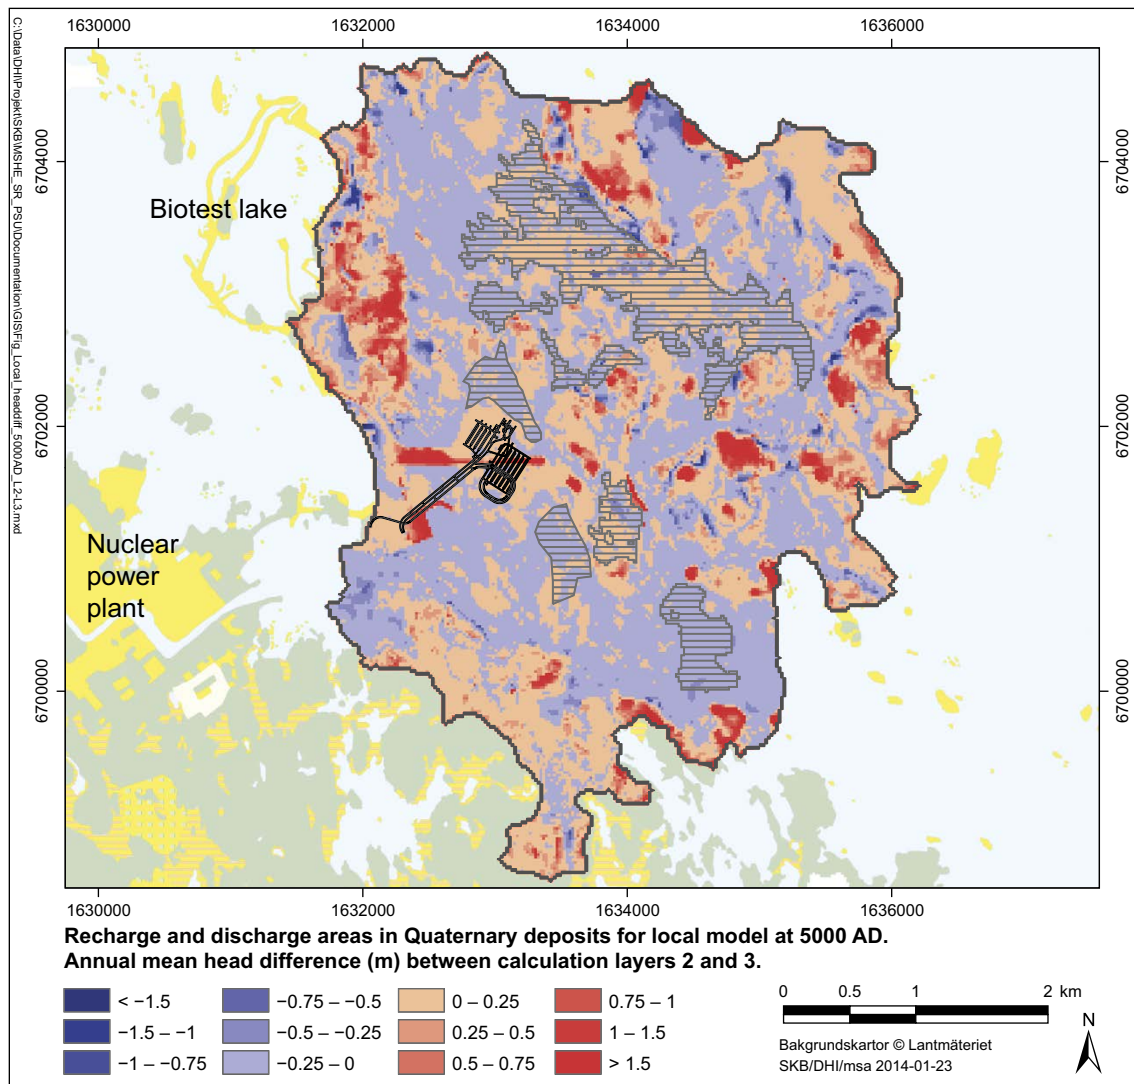 1630000 1632000 1634000 1636000
C:\Data\DHI\Projekt\SKB\MSHE_SR_PSU\Documentation\GIS\Fig_Local_headdiff_5000AD_L2-L3.mxd
6704000 6704000
Biotest lake
6702000 6702000
Nuclear
power
plant
6700000 6700000
1630000 1632000 1634000 1636000
Recharge and discharge areas in Quaternary deposits for local model at 5000 AD.
Annual mean head difference (m) between calculation layers 2 and 3.
< −1.5 −0.75 – −0.5 0 – 0.25 0.75 – 1
−1.5 – −1 −0.5 – −0.25 0.25 – 0.5 1 – 1.5
−1 – −0.75 −0.25 – 0 0.5 – 0.75 > 1.5
0 0.5 1 2 km
N
Bakgrundskartor © Lantmäteriet
SKB/DHI/msa 2014-01-23